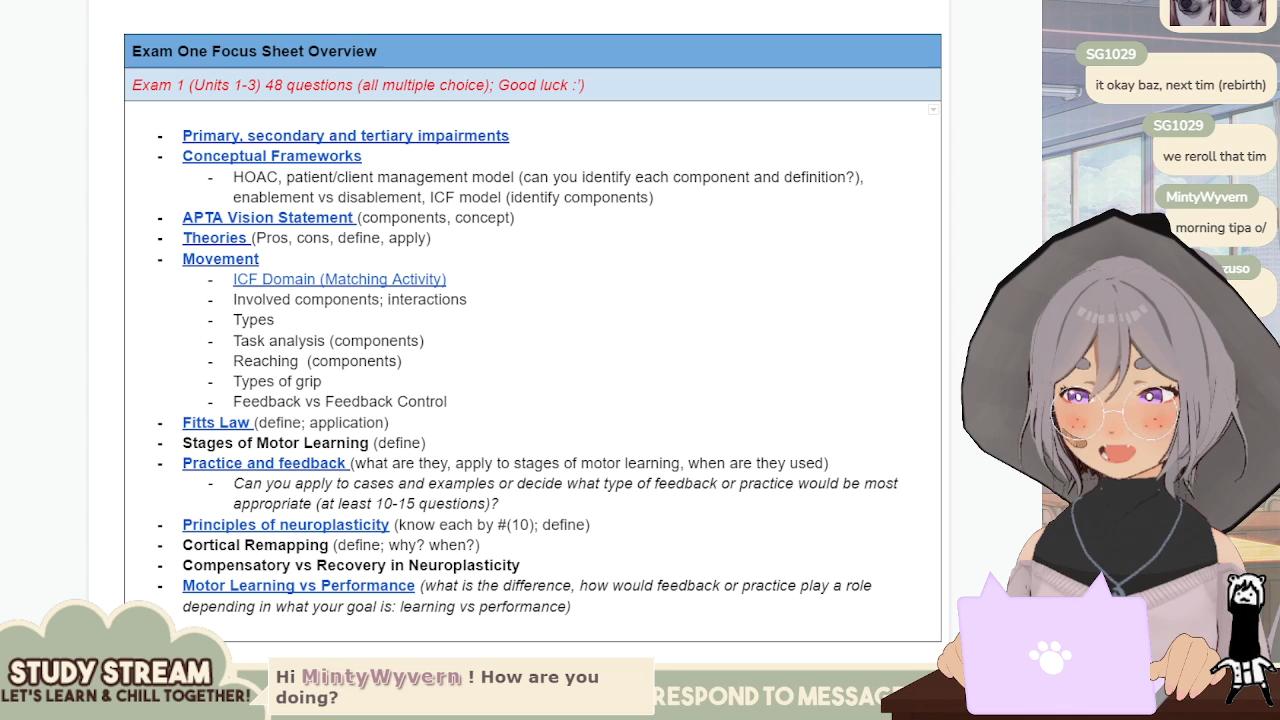 Exam One Focus Sheet Overview
Exam 1 (Units 1-3) 48 questions (all multiple choice); Good luck :')
- Primary, secondary and tertiary impairments
- Conceptual Frameworks
- HOAC, patient/client management model (can you identify each component and definition?),
enablement vs disablement, ICF model (identify components)
- APTA Vision Statement (components, concept)
- Theories (Pros, cons, define, apply)
- Movement
- ICF Domain (Matching Activity)
- Involved components; interactions
- Types
- Task analysis (components)
- Reaching (components)
- Types of grip
- Feedback vs Feedback Control
- Fitts Law (define; application)
- Stages of Motor Learning (define)
- Practice and feedback (what are they, apply to stages of motor learning, when are they used)
- Can you apply to cases and examples or decide what type of feedback or practice would be most
appropriate (at least 10-15 questions)?
- Principles of neuroplasticity (know each by #(10); define)
- Cortical Remapping (define; why? when?)
- Compensatory vs Recovery in Neuroplasticity
- Motor Learning vs Performance (what is the difference, how would feedback or practice play a role
depending in what your goal is: learning vs performance)
SG1029
it okay baz, next tim (rebirth)
SG1029
we reroll that tim
MintyWyvern
morning tipa o/
STUDY STREAM
LET'S LEARN & CHILL TOGETHER!
Hi MintyWyvern ! How are you
doing?
RESPOND TO